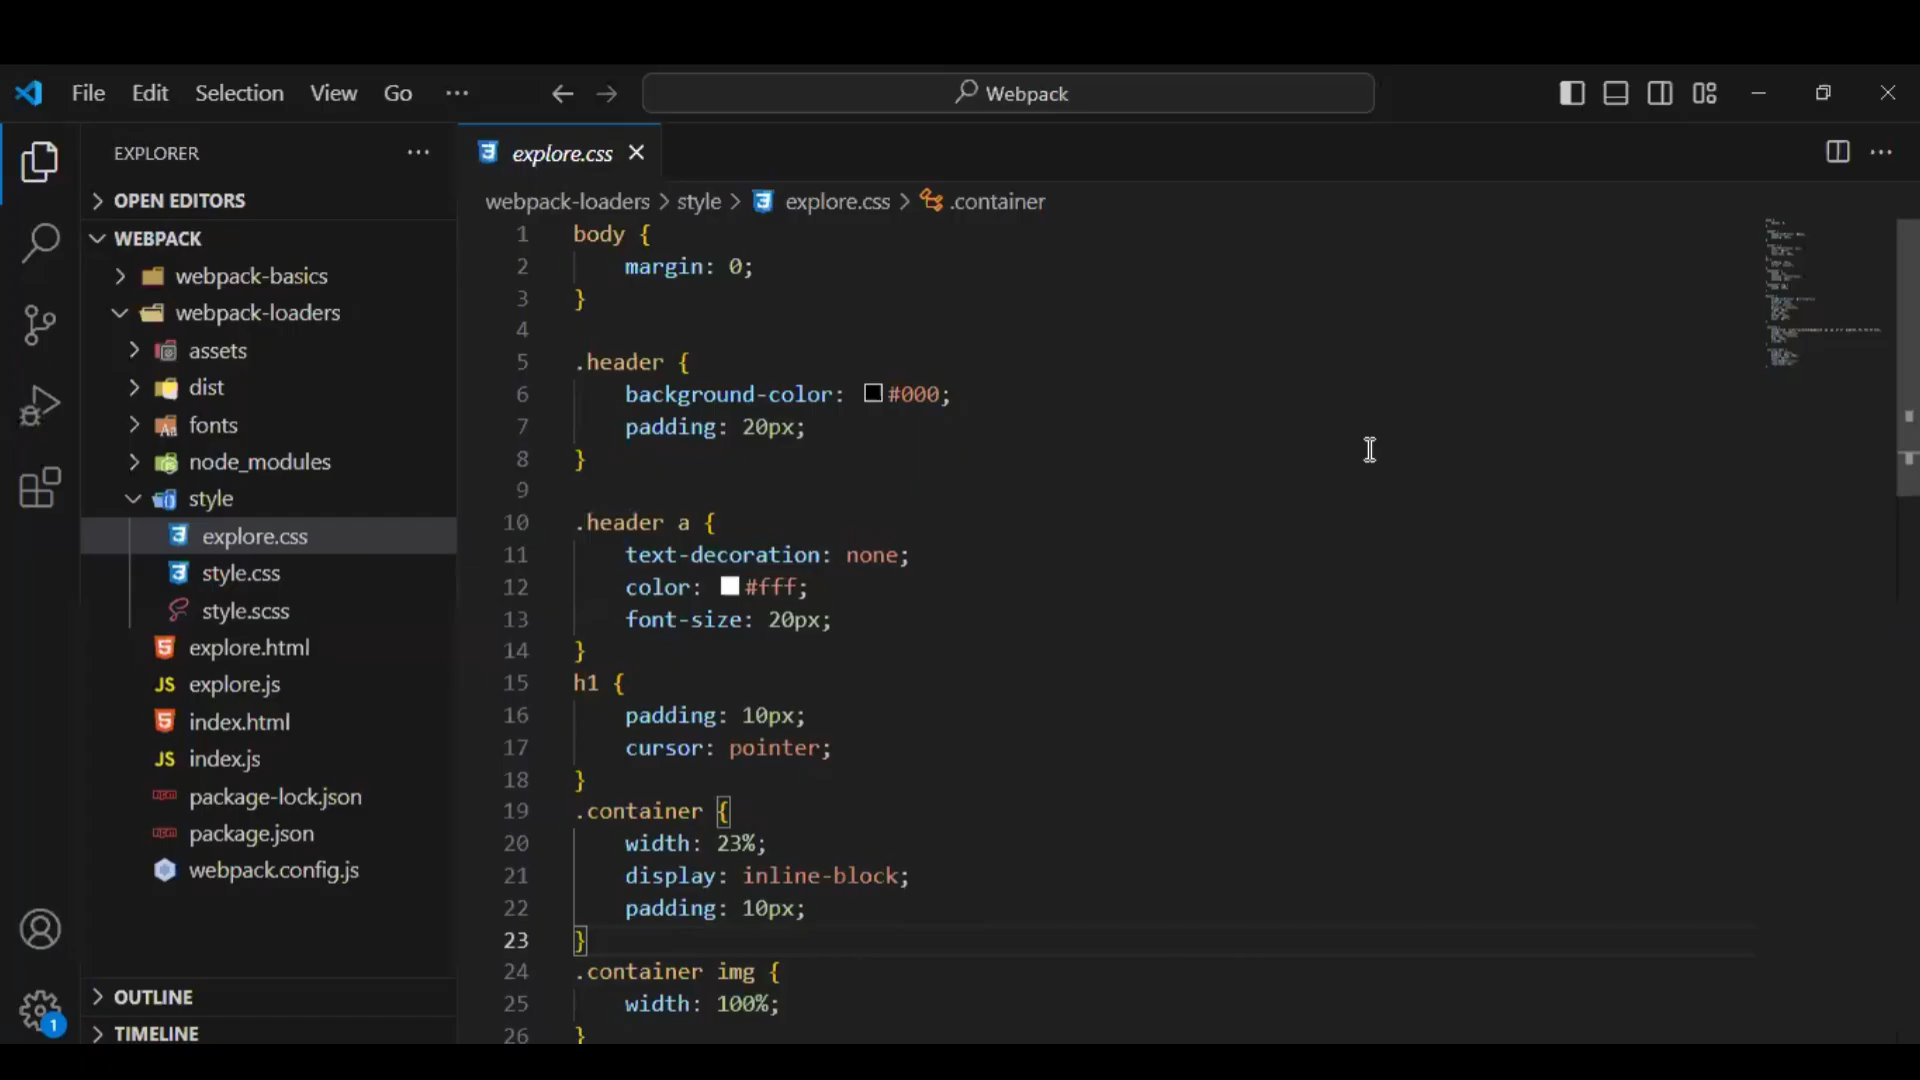 File Edit Selection View Go ··· Webpack
EXPLORER ···
explore.css
OPEN EDITORS
webpack-loaders > style > explore.css > .container
WEBPACK
webpack-basics
webpack-loaders
assets
dist
fonts
node_modules
style
explore.css
style.css
style.scss
explore.html
JS explore.js
index.html
JS index.js
package-lock.json
package.json
webpack.config.js
OUTLINE
1
TIMELINE
1 body {
2 margin: 0;
3 }
4
5 .header {
6 background-color: #000;
7 padding: 20px;
8 }
9
10 .header a {
11 text-decoration: none;
12 color: #fff;
13 font-size: 20px;
14 }
15 h1 {
16 padding: 10px;
17 cursor: pointer;
18 }
19 .container {
20 width: 23%;
21 display: inline-block;
22 padding: 10px;
23 }
24 .container img {
25 width: 100%;
26 }